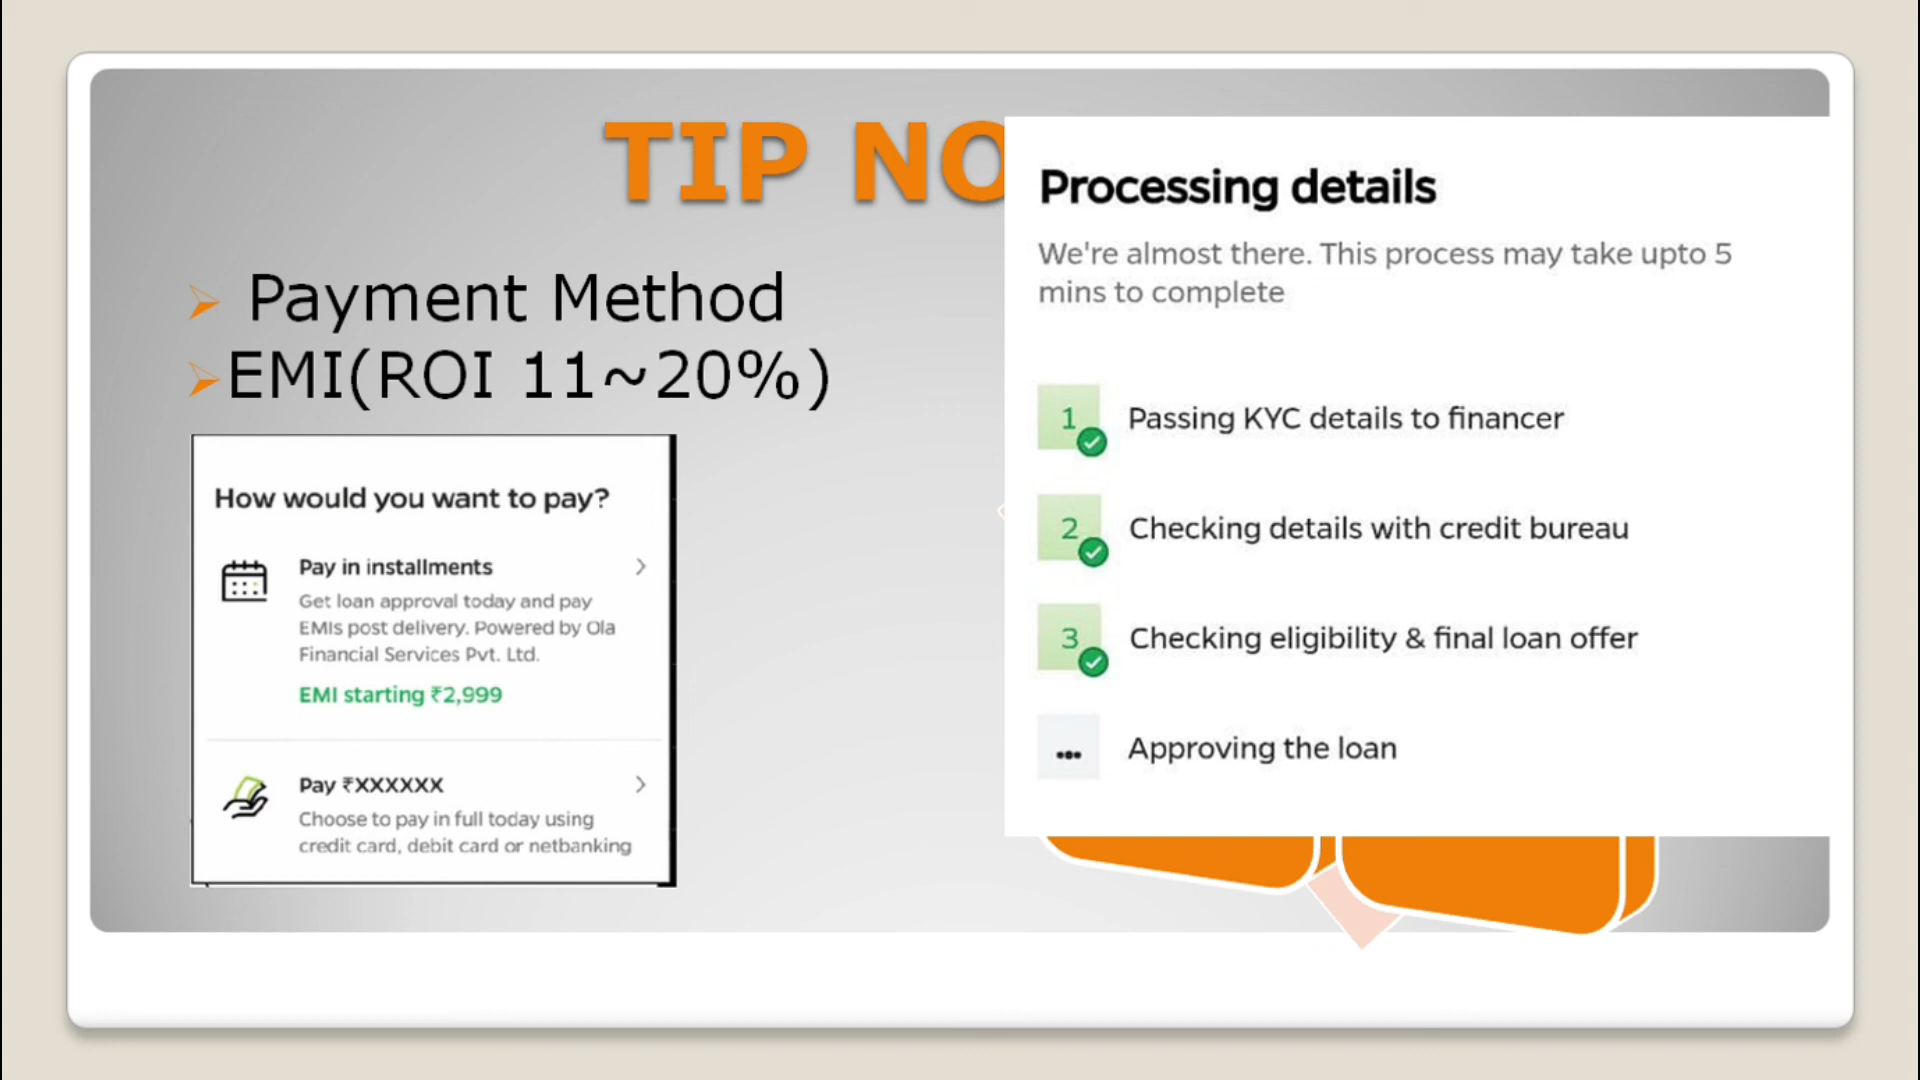 TIP NO
Payment Method
EMI(ROI 11~20%)
How would you want to pay?
Pay in installments
Get loan approval today and pay
EMIs post delivery. Powered by Ola
Financial Services Pvt. Ltd.
EMI starting ₹2,999
Pay ₹XXXXXX
Choose to pay in full today using
credit card, debit card or netbanking
Processing details
We're almost there. This process may take upto 5
mins to complete
1 Passing KYC details to financer
2 Checking details with credit bureau
3 Checking eligibility & final loan offer
... Approving the loan